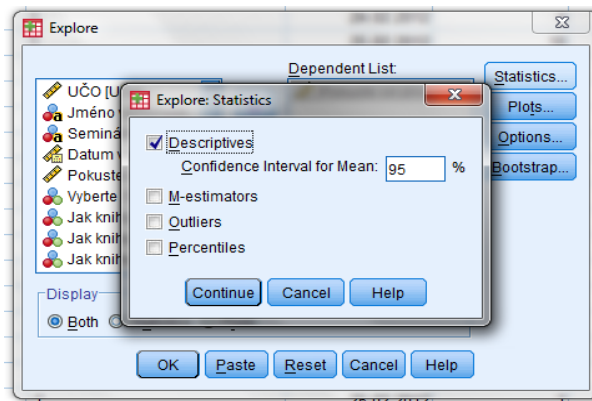 Explore
Dependent List:
Statistics...
UČO [U
Jméno
Explore: Statistics
Plots...
Seminá
Options...
Datum v
Descriptives
Confidence Interval for Mean: 95 %
Bootstrap...
Pokuste
Vyberte
M-estimators
Jak knih
Outliers
Jak knih
Percentiles
Jak knih
Continue Cancel Help
Display
Both
OK Paste Reset Cancel Help